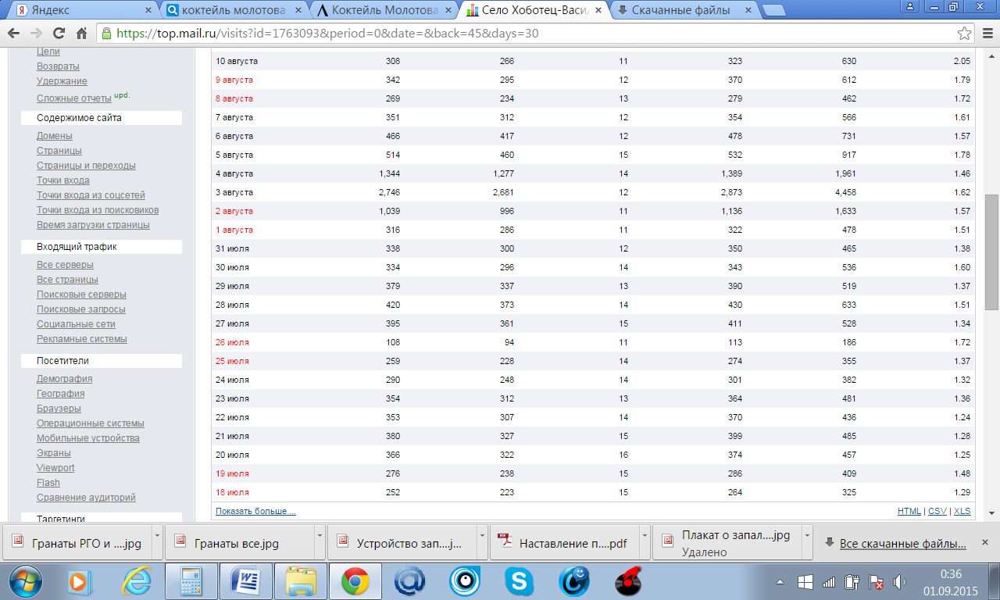 Яндекс
коктейль молотова
Коктейль Молотова
Село Хоботец-Васил
Скачанные файлы
https://top.mail.ru/visits?id=1763093&period=0&date=&back=45&days=30
Цели
Возвраты
Удержание
Сложные отчеты upd.
Содержимое сайта
Домены
Страницы
Страницы и переходы
Точки входа
Точки входа из соцсетей
Точки входа из поисковиков
Время загрузки страницы
Входящий трафик
Все серверы
Все страницы
Поисковые серверы
Поисковые запросы
Социальные сети
Рекламные системы
Посетители
Демография
География
Браузеры
Операционные системы
Мобильные устройства
Экраны
Viewport
Flash
Сравнение аудиторий
Таргетинги
10 августа 308 266 11 323 630 2.05
9 августа 342 295 12 370 612 1.79
8 августа 269 234 13 279 462 1.72
7 августа 351 312 12 354 566 1.61
6 августа 466 417 12 478 731 1.57
5 августа 514 460 15 532 917 1.78
4 августа 1,344 1,277 14 1,389 1,961 1.46
3 августа 2,746 2,681 12 2,873 4,458 1.62
2 августа 1,039 996 11 1,136 1,633 1.57
1 августа 316 286 11 322 478 1.51
31 июля 338 300 12 350 465 1.38
30 июля 334 296 14 343 536 1.60
29 июля 379 337 13 390 519 1.37
28 июля 420 373 14 430 633 1.51
27 июля 395 361 15 411 528 1.34
26 июля 108 94 11 113 186 1.72
25 июля 259 228 14 274 355 1.37
24 июля 290 248 14 301 382 1.32
23 июля 354 312 13 364 481 1.36
22 июля 353 307 14 370 436 1.24
21 июля 380 327 15 399 485 1.28
20 июля 366 322 16 374 457 1.25
19 июля 276 238 15 286 409 1.48
18 июля 252 223 15 264 325 1.29
Показать больше ... HTML | CSV | XLS
Гранаты РГО и ....jpg
Гранаты все.jpg
Устройство зап....j...
Наставление п....pdf
Плакат о запал....jpg
Удалено
Все скачанные файлы...
0:36
01.09.2015